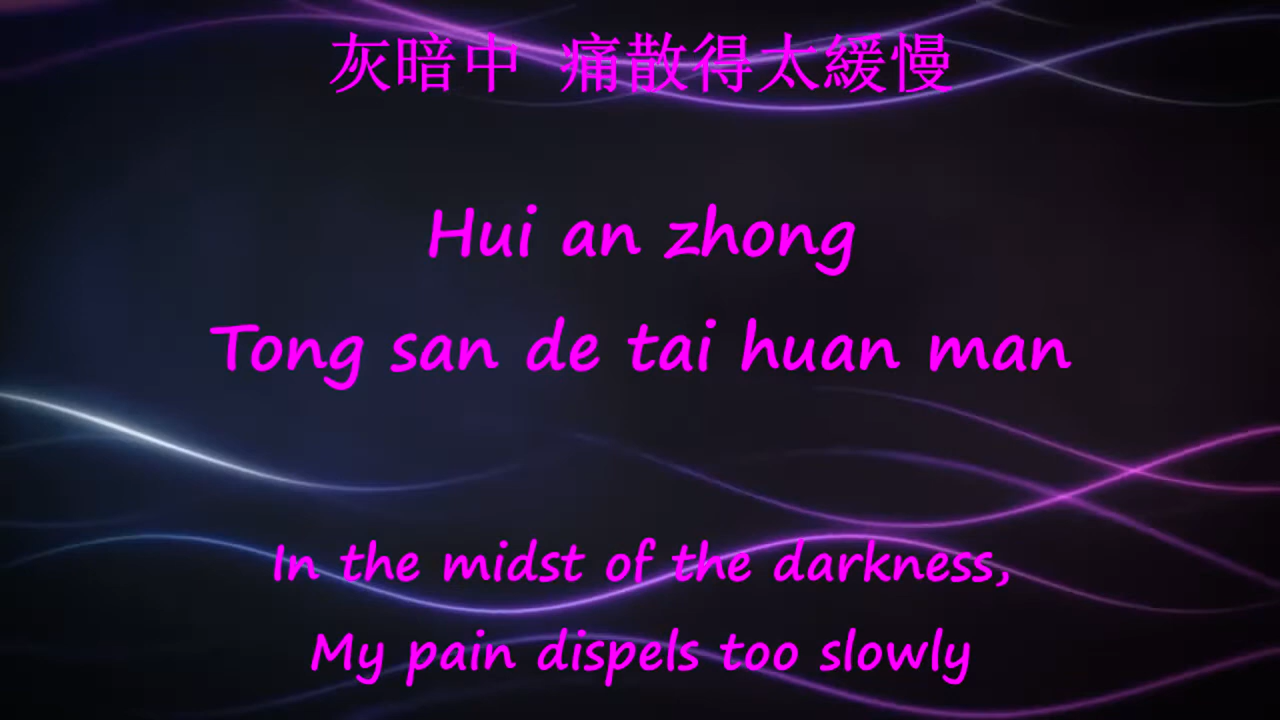 灰暗中 痛散得太緩慢
Hui an zhong
Tong san de tai huan man
In the midst of the darkness,
My pain dispels too slowly